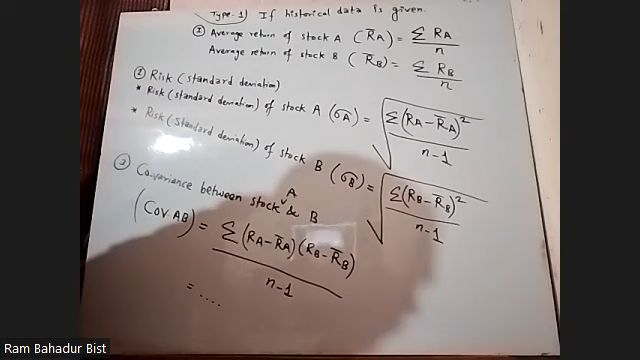 Type-1) If historical data is given.
① Average return of stock A (R̄A) = ΣRA/n
Average return of stock B (R̄B) = ΣRB/n
② Risk (standard deviation)
* Risk (standard deviation) of stock A (σA) = √(Σ(RA-R̄A)²/n-1)
* Risk (standard deviation) of stock B (σB) = √(Σ(RB-R̄B)²/n-1)
③ Covariance between stock A & B
(Cov AB) = Σ(RA-R̄A)(RB-R̄B)/n-1
= ....
Ram Bahadur Bist